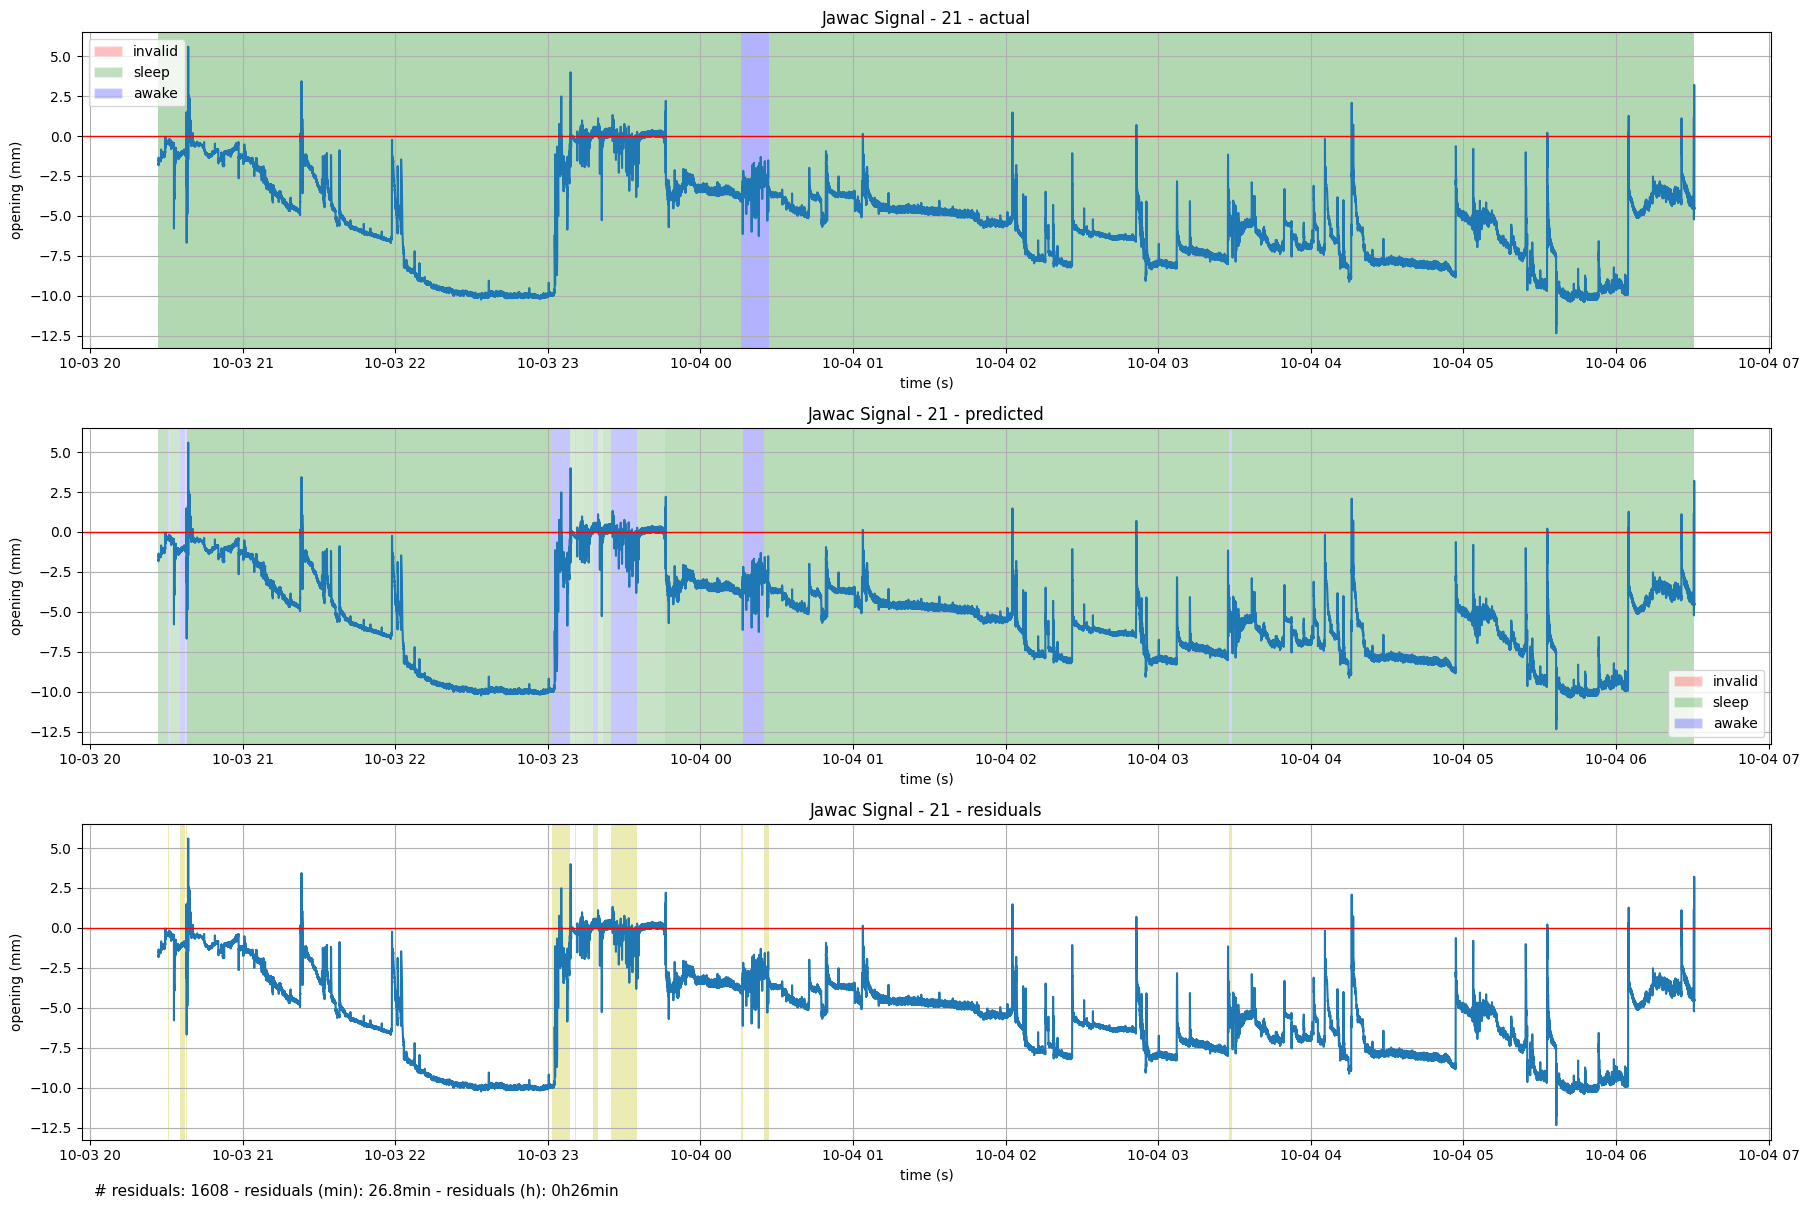 Jawac Signal - 21 - actual
invalid
sleep
awake
opening (mm)
5.0
2.5
0.0
−2.5
−5.0
−7.5
−10.0
−12.5
10-03 20 10-03 21 10-03 22 10-03 23 10-04 00 10-04 01 10-04 02 10-04 03 10-04 04 10-04 05 10-04 06 10-04 07
time (s)
Jawac Signal - 21 - predicted
opening (mm)
5.0
2.5
0.0
−2.5
−5.0
−7.5
−10.0
−12.5
invalid
sleep
awake
10-03 20 10-03 21 10-03 22 10-03 23 10-04 00 10-04 01 10-04 02 10-04 03 10-04 04 10-04 05 10-04 06 10-04 07
time (s)
Jawac Signal - 21 - residuals
opening (mm)
5.0
2.5
0.0
−2.5
−5.0
−7.5
−10.0
−12.5
10-03 20 10-03 21 10-03 22 10-03 23 10-04 00 10-04 01 10-04 02 10-04 03 10-04 04 10-04 05 10-04 06 10-04 07
time (s)
# residuals: 1608 - residuals (min): 26.8min - residuals (h): 0h26min